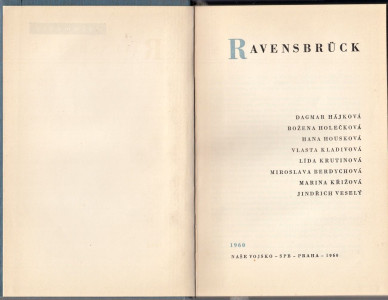 RAVENSBRÜCK
DAGMAR HÁJKOVÁ
BOŽENA HOLEČKOVÁ
HANA HOUSKOVÁ
VLASTA KLADIVOVÁ
LIDA KRUTINOVÁ
MIROSLAVA BERDYCHOVÁ
MARINA KŘÍŽOVÁ
JINDŘICH VESELÝ
1960
NAŠE VOJSKO – SPB – PRAHA – 1960